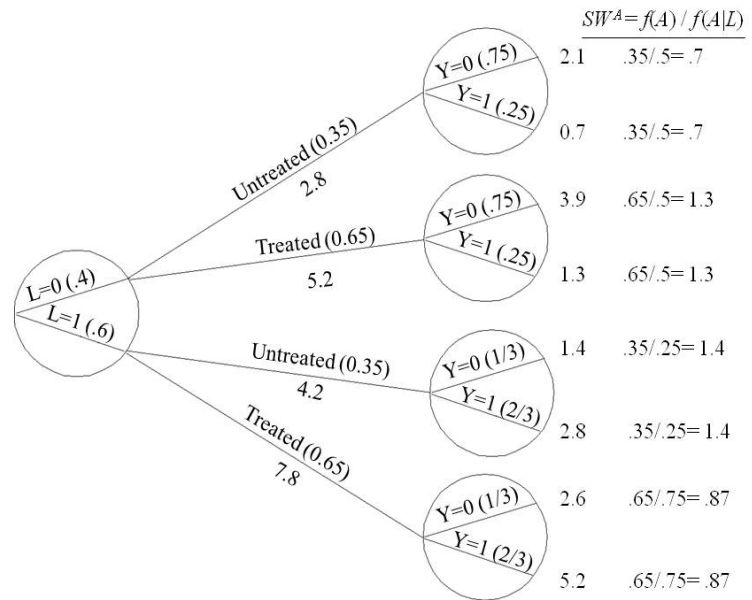 SW^A = f(A) / f(A|L)
Y=0 (.75)
2.1 .35/.5= .7
Y=1 (.25)
0.7 .35/.5= .7
Untreated (0.35)
2.8
Y=0 (.75)
3.9 .65/.5= 1.3
Treated (0.65)
Y=1 (.25)
5.2
1.3 .65/.5= 1.3
L=0 (.4)
L=1 (.6)
Untreated (0.35)
4.2
Y=0 (1/3)
1.4 .35/.25= 1.4
Y=1 (2/3)
2.8 .35/.25= 1.4
Treated (0.65)
7.8
Y=0 (1/3)
2.6 .65/.75= .87
Y=1 (2/3)
5.2 .65/.75= .87